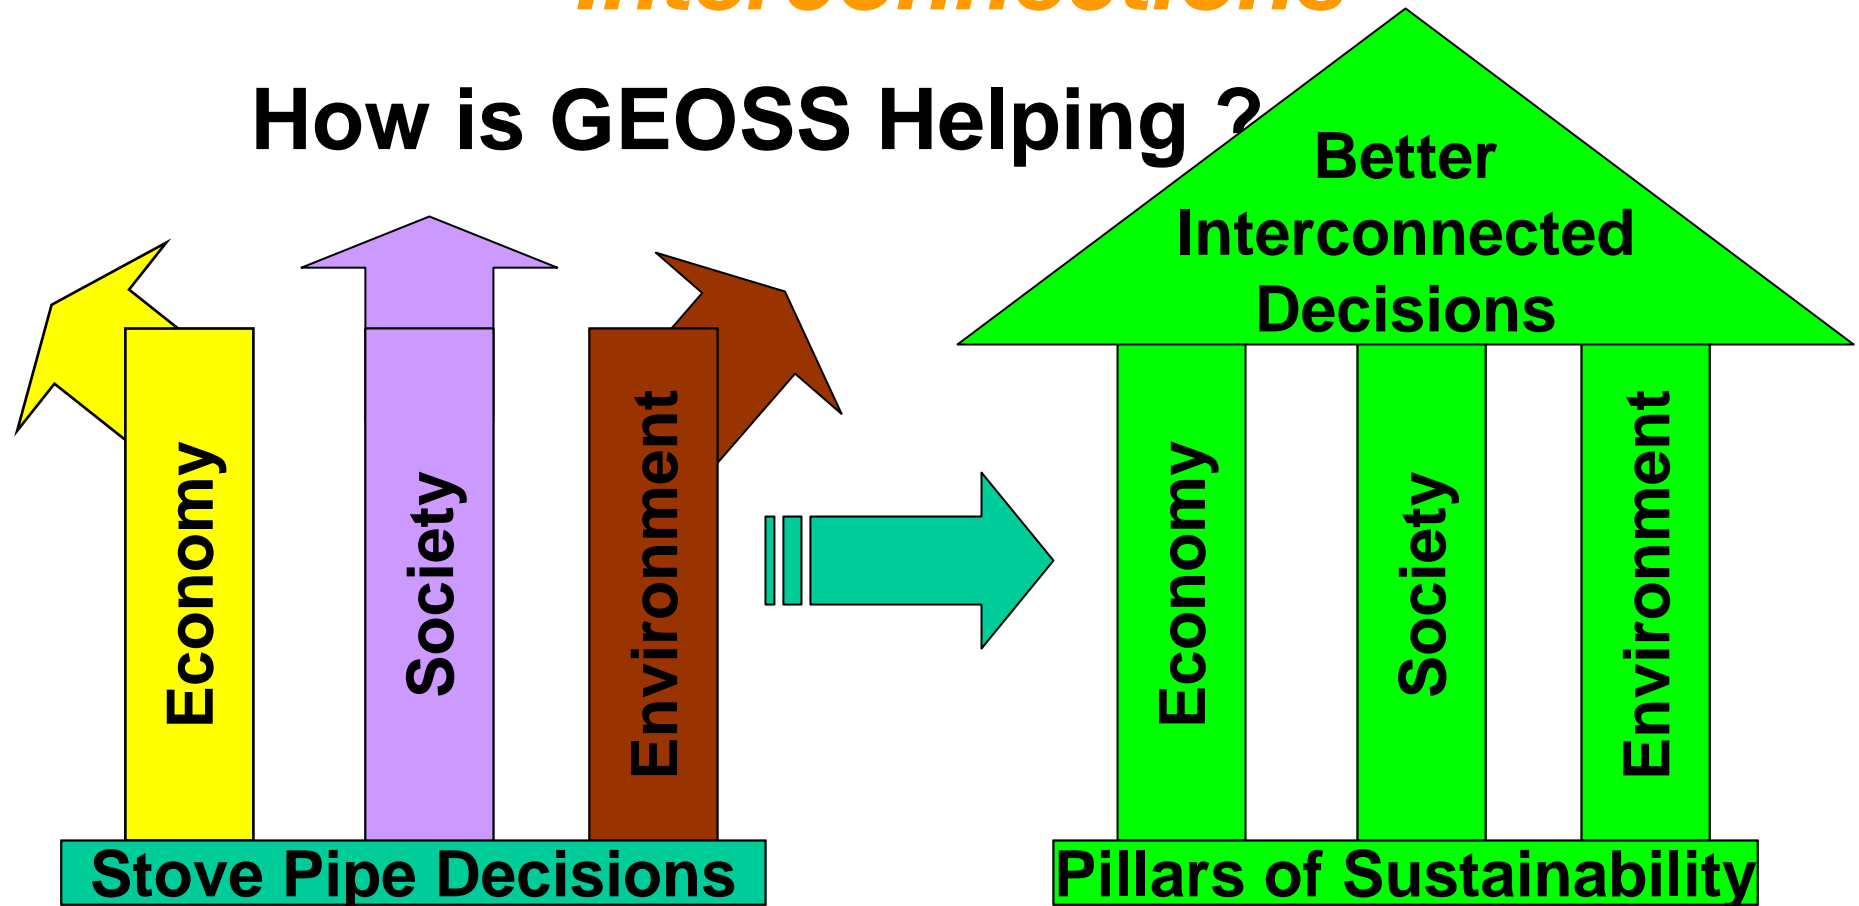 Interconnections
How is GEOSS Helping ?
Better
Interconnected
Decisions
Economy
Society
Environment
Economy
Society
Environment
Stove Pipe Decisions
Pillars of Sustainability